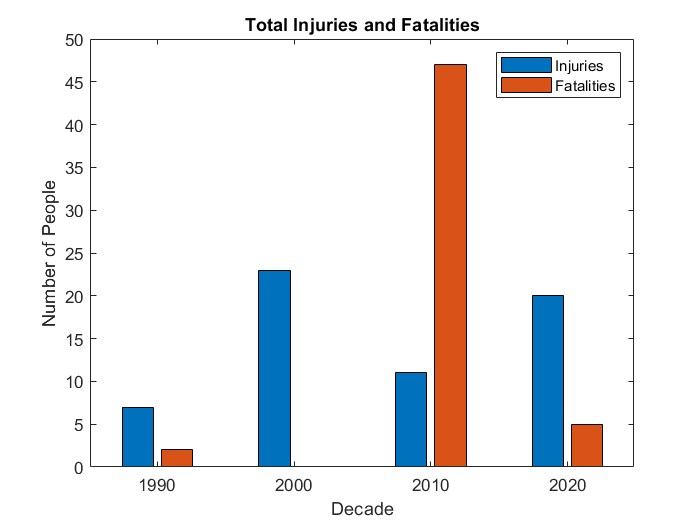 Total Injuries and Fatalities
50
45
40
35
30
25
20
15
10
5
0
Number of People
Injuries
Fatalities
1990 2000 2010 2020
Decade